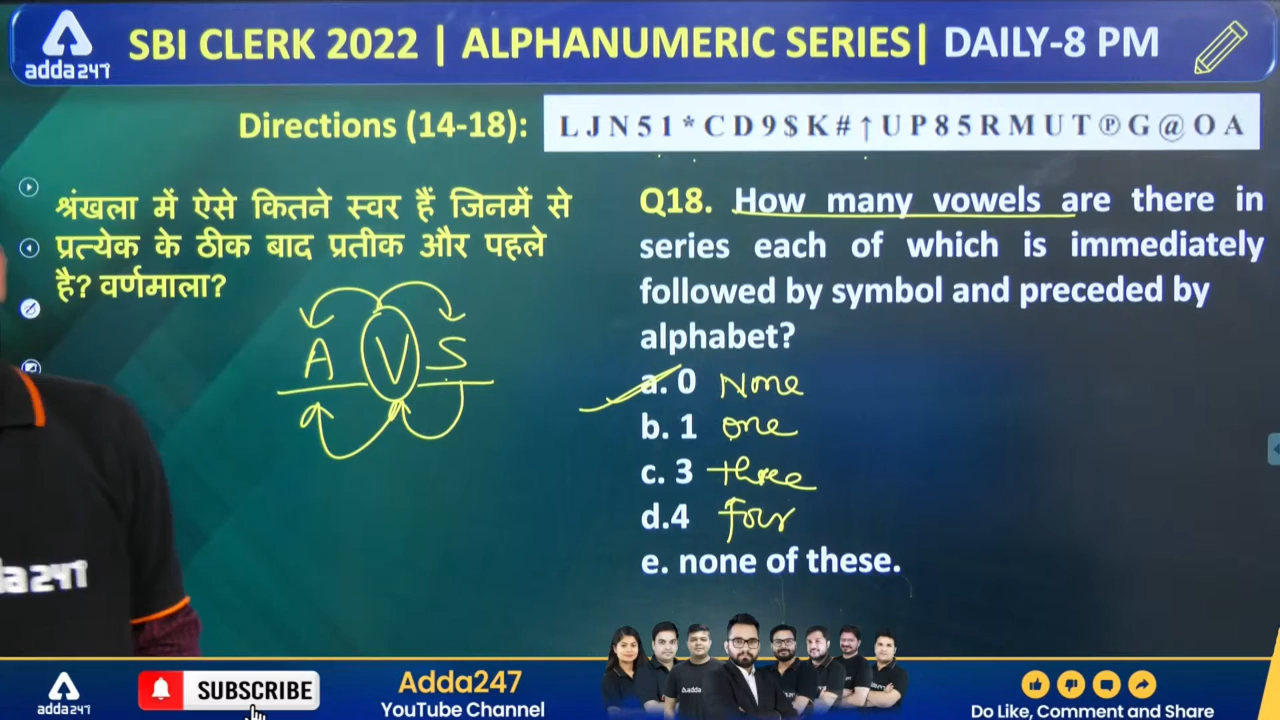 SBI CLERK 2022 | ALPHANUMERIC SERIES| DAILY-8 PM
adda247
Directions (14-18): L J N 5 1 * C D 9 $ K # ↑ U P 8 5 R M U T ℗ G @ O A
श्रंखला में ऐसे कितने स्वर हैं जिनमें से
प्रत्येक के ठीक बाद प्रतीक और पहले
है? वर्णमाला?
A V S
Q18. How many vowels are there in
series each of which is immediately
followed by symbol and preceded by
alphabet?
a. 0 None
b. 1 one
c. 3 three
d.4 four
e. none of these.
da247
adda247
SUBSCRIBE
Adda247
YouTube Channel
Adda247
Like, Comment and Share